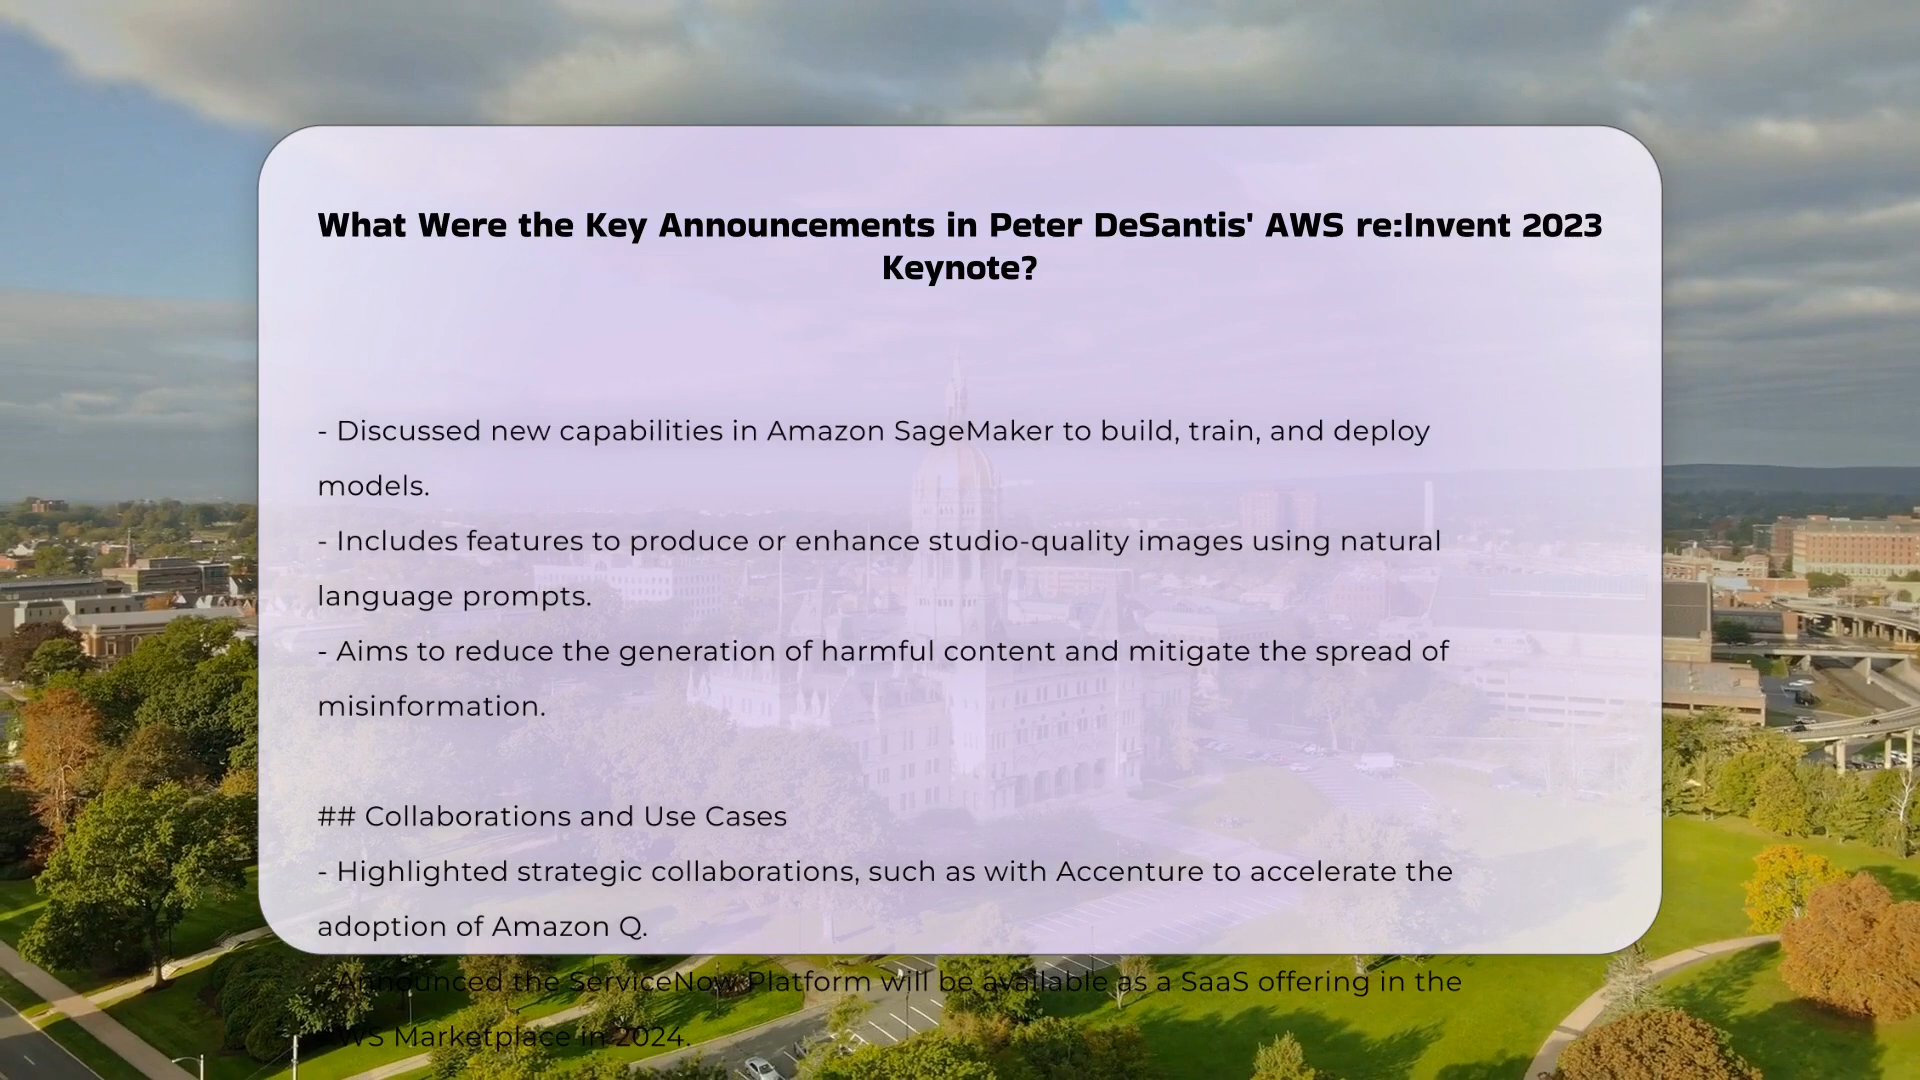 What Were the Key Announcements in Peter DeSantis' AWS re:Invent 2023
Keynote?
- Discussed new capabilities in Amazon SageMaker to build, train, and deploy
models.
- Includes features to produce or enhance studio-quality images using natural
language prompts.
- Aims to reduce the generation of harmful content and mitigate the spread of
misinformation.
## Collaborations and Use Cases
- Highlighted strategic collaborations, such as with Accenture to accelerate the
adoption of Amazon Q.
- Announced the ServiceNow Platform will be available as a SaaS offering in the
AWS Marketplace in 2024.